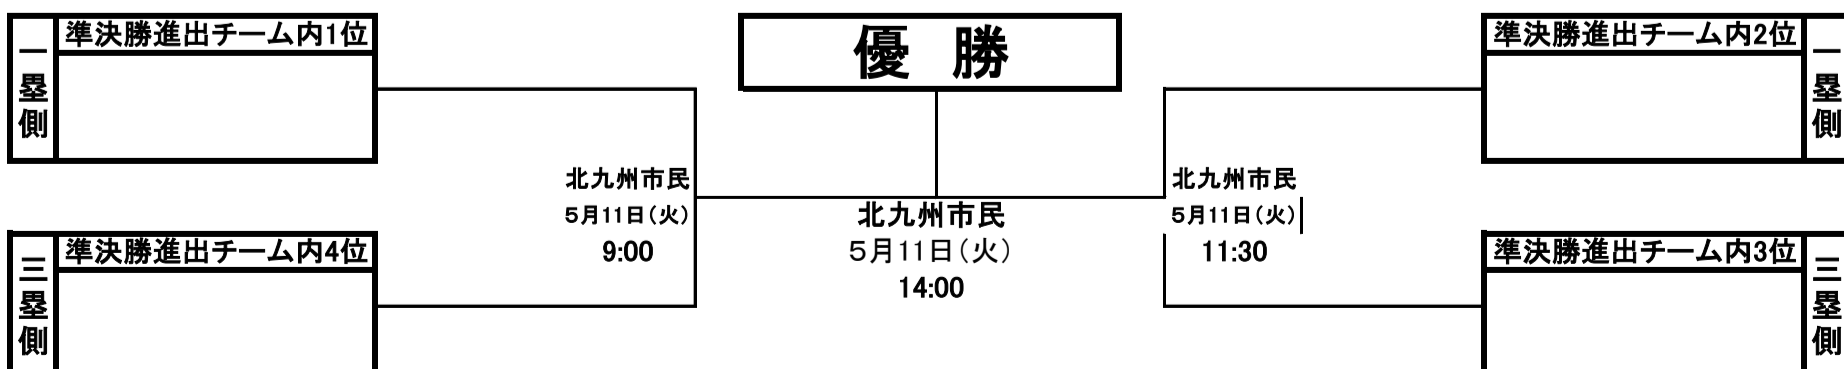 準決勝進出チーム内1位
一塁側
優 勝
準決勝進出チーム内2位
一塁側
北九州市民
5月11日(火)
9:00
北九州市民
5月11日(火)
14:00
北九州市民
5月11日(火)
11:30
準決勝進出チーム内4位
三塁側
準決勝進出チーム内3位
三塁側